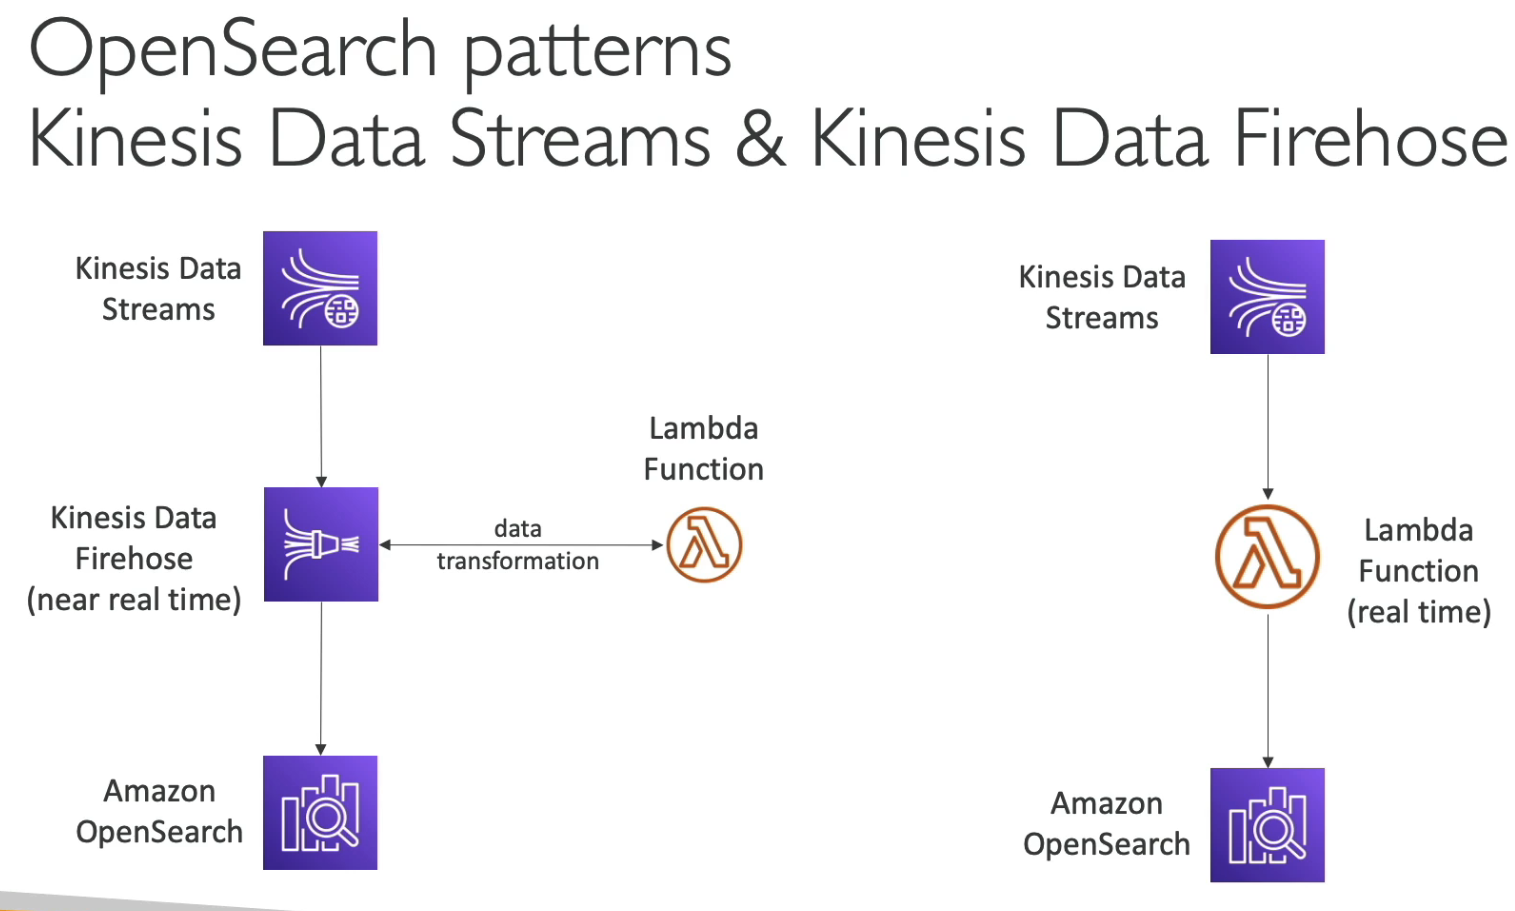 OpenSearch patterns
Kinesis Data Streams & Kinesis Data Firehose
Kinesis Data
Streams
Kinesis Data
Firehose
(near real time)
data
transformation
Lambda
Function
Amazon
OpenSearch
Kinesis Data
Streams
Lambda
Function
(real time)
Amazon
OpenSearch